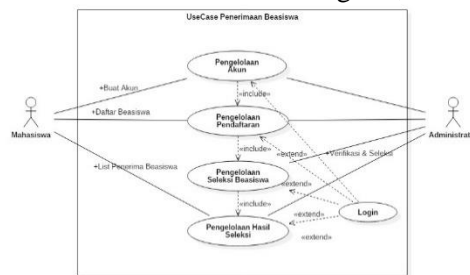 UseCase Penerimaan Beasiswa
Pengelolaan
Akun
+Buat Akun
«include»
+Daftar Beasiswa
Pengelolaan
Pendaftaran
Mahasiswa
Administrat
«extend»
+Verifikasi & Seleksi
«include»
+List Penerima Beasiswa
Pengelolaan
Seleksi Beasiswa
«extend»
«include»
«extend»
Login
Pengelolaan Hasil
Seleksi
«extend»